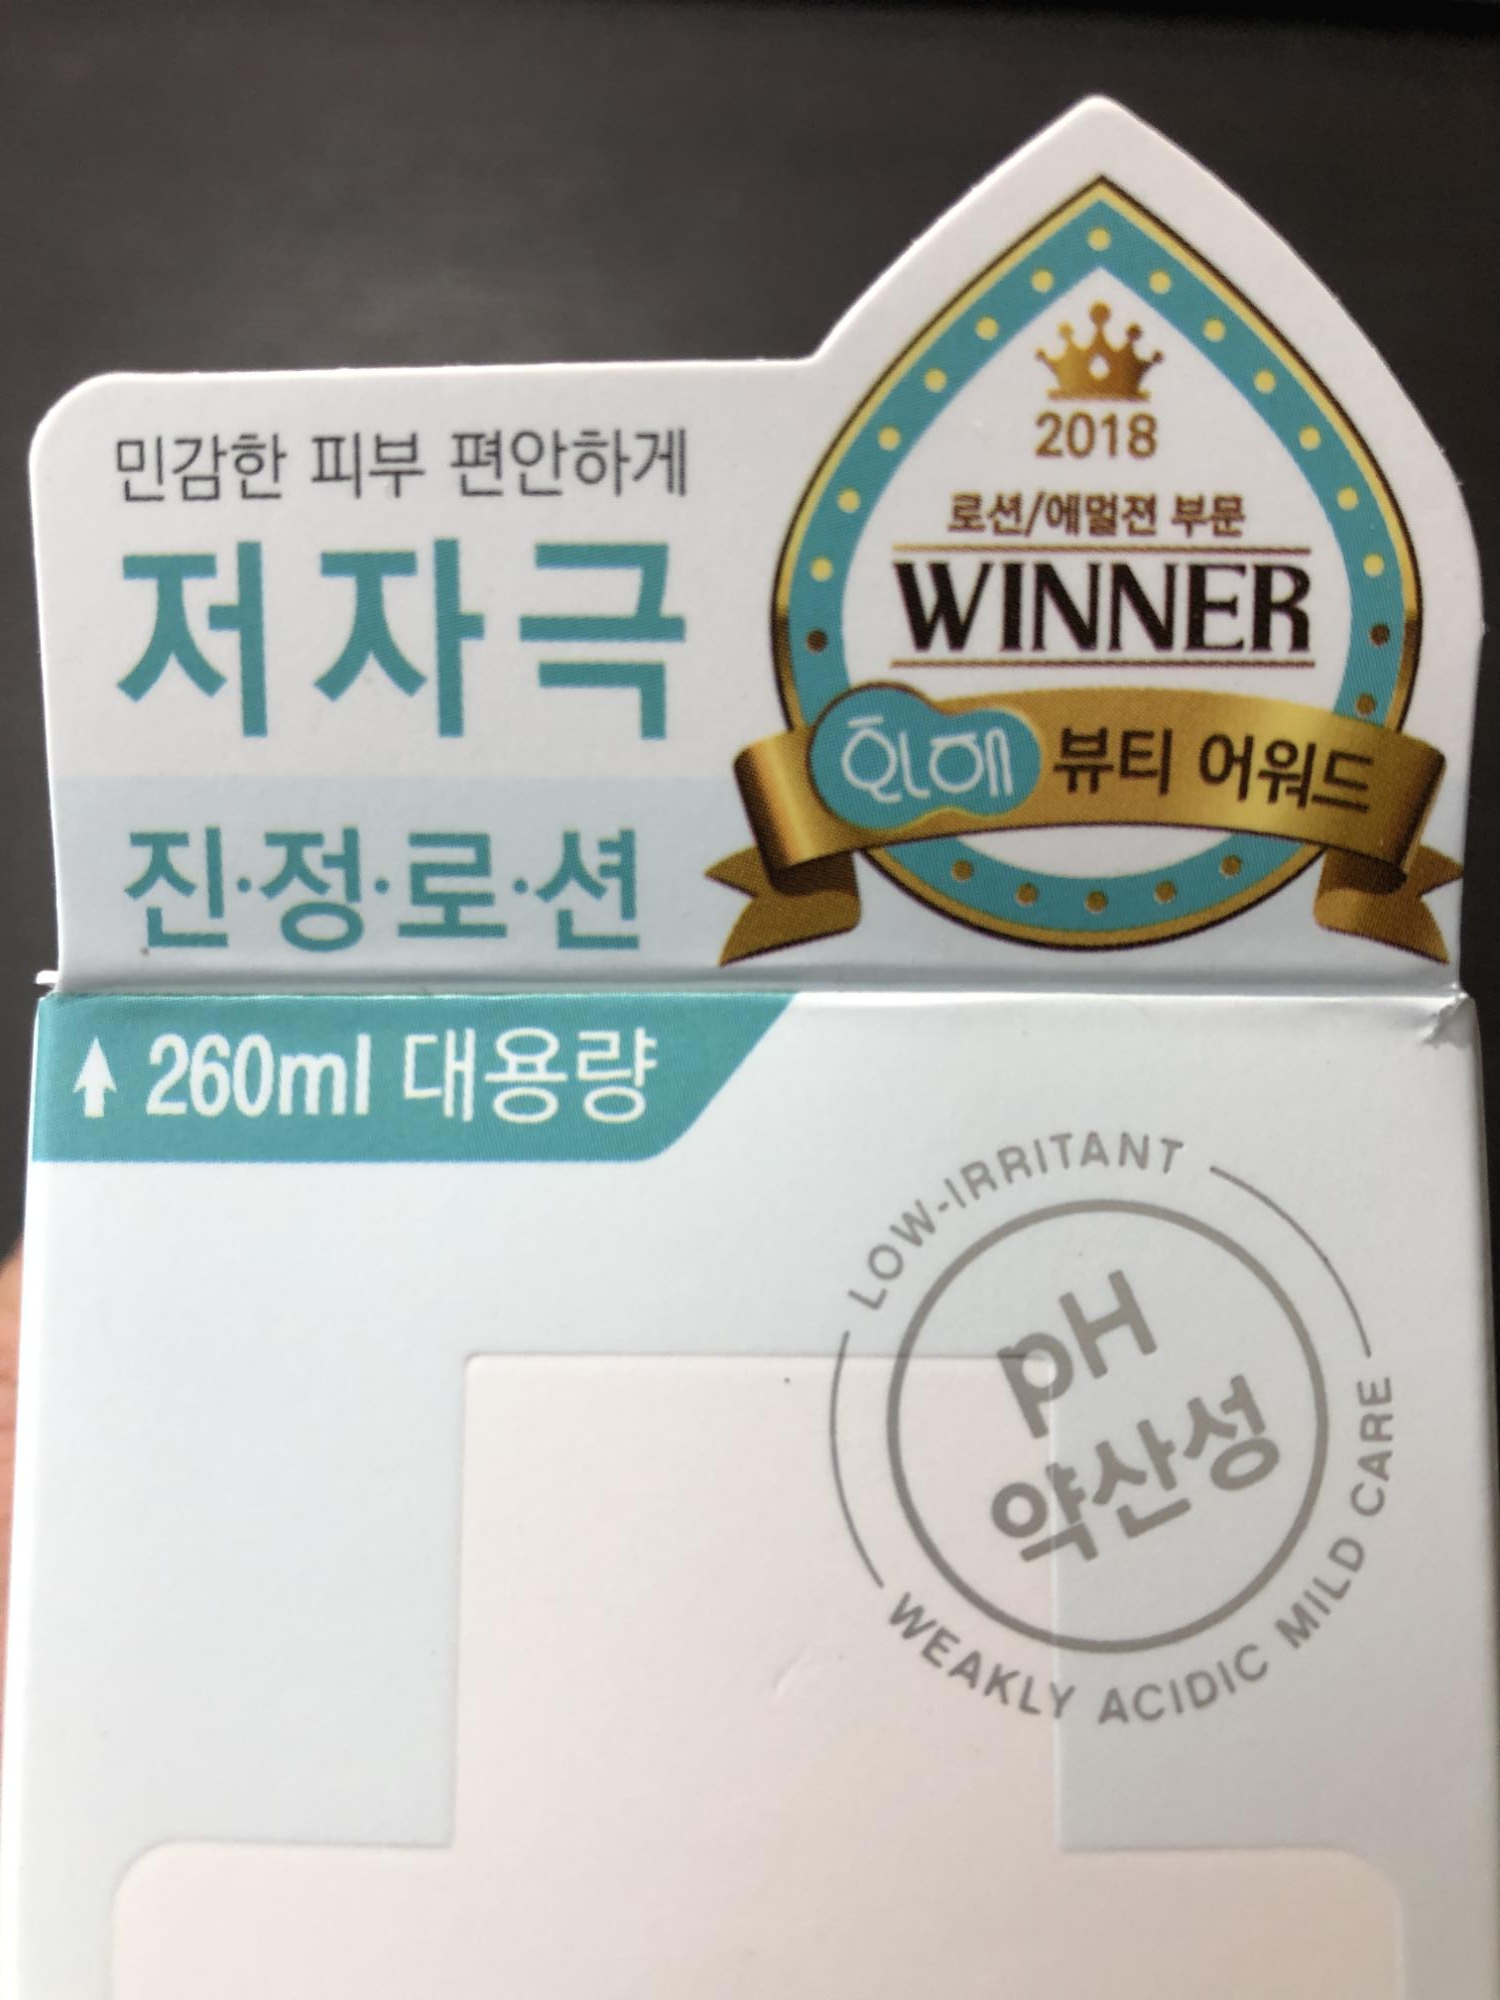 민감한 피부 편안하게
저자극
진·정·로·션
2018
로션/에멀젼 부문
WINNER
화해 뷰티 어워드
260ml 대용량
LOW-IRRITANT
pH
약산성
WEAKLY ACIDIC MILD CARE